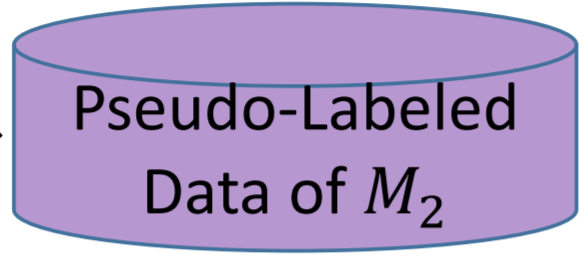 Pseudo-Labeled
Data of M₂